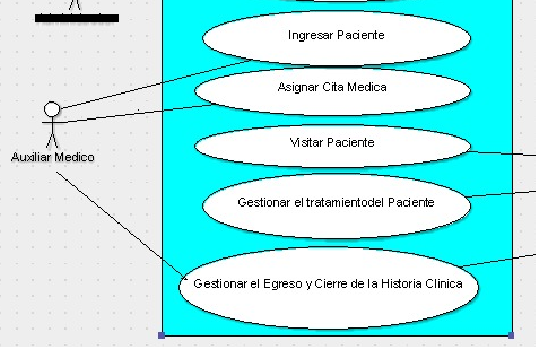 Ingresar Paciente
Asignar Cita Medica
Visitar Paciente
Auxiliar Medico
Gestionar el tratamientodel Paciente
Gestionar el Egreso y Cierre de la Historia Clinica